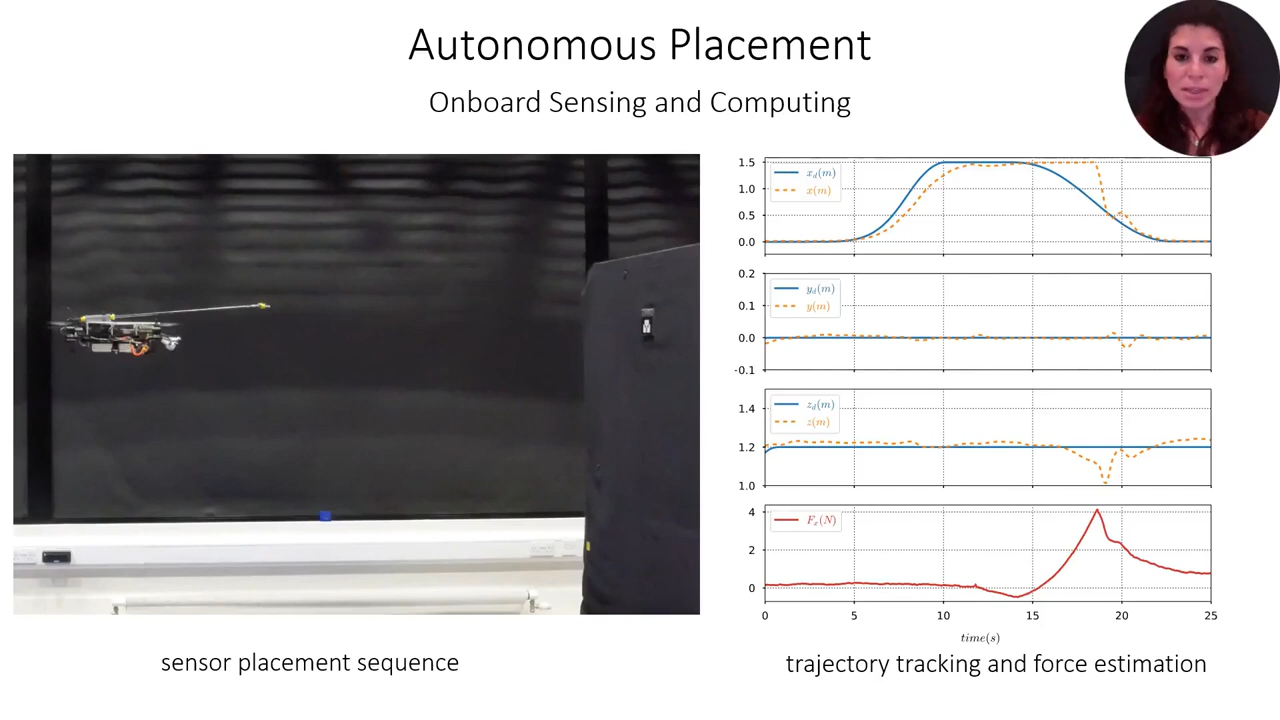 Autonomous Placement
Onboard Sensing and Computing
1.5
1.0
0.5
0.0
x_d(m)
x(m)
0.2
0.1
0.0
-0.1
y_d(m)
y(m)
1.4
1.2
1.0
z_d(m)
z(m)
4
2
0
F_x(N)
0 5 10 15 20 25
time(s)
sensor placement sequence
trajectory tracking and force estimation